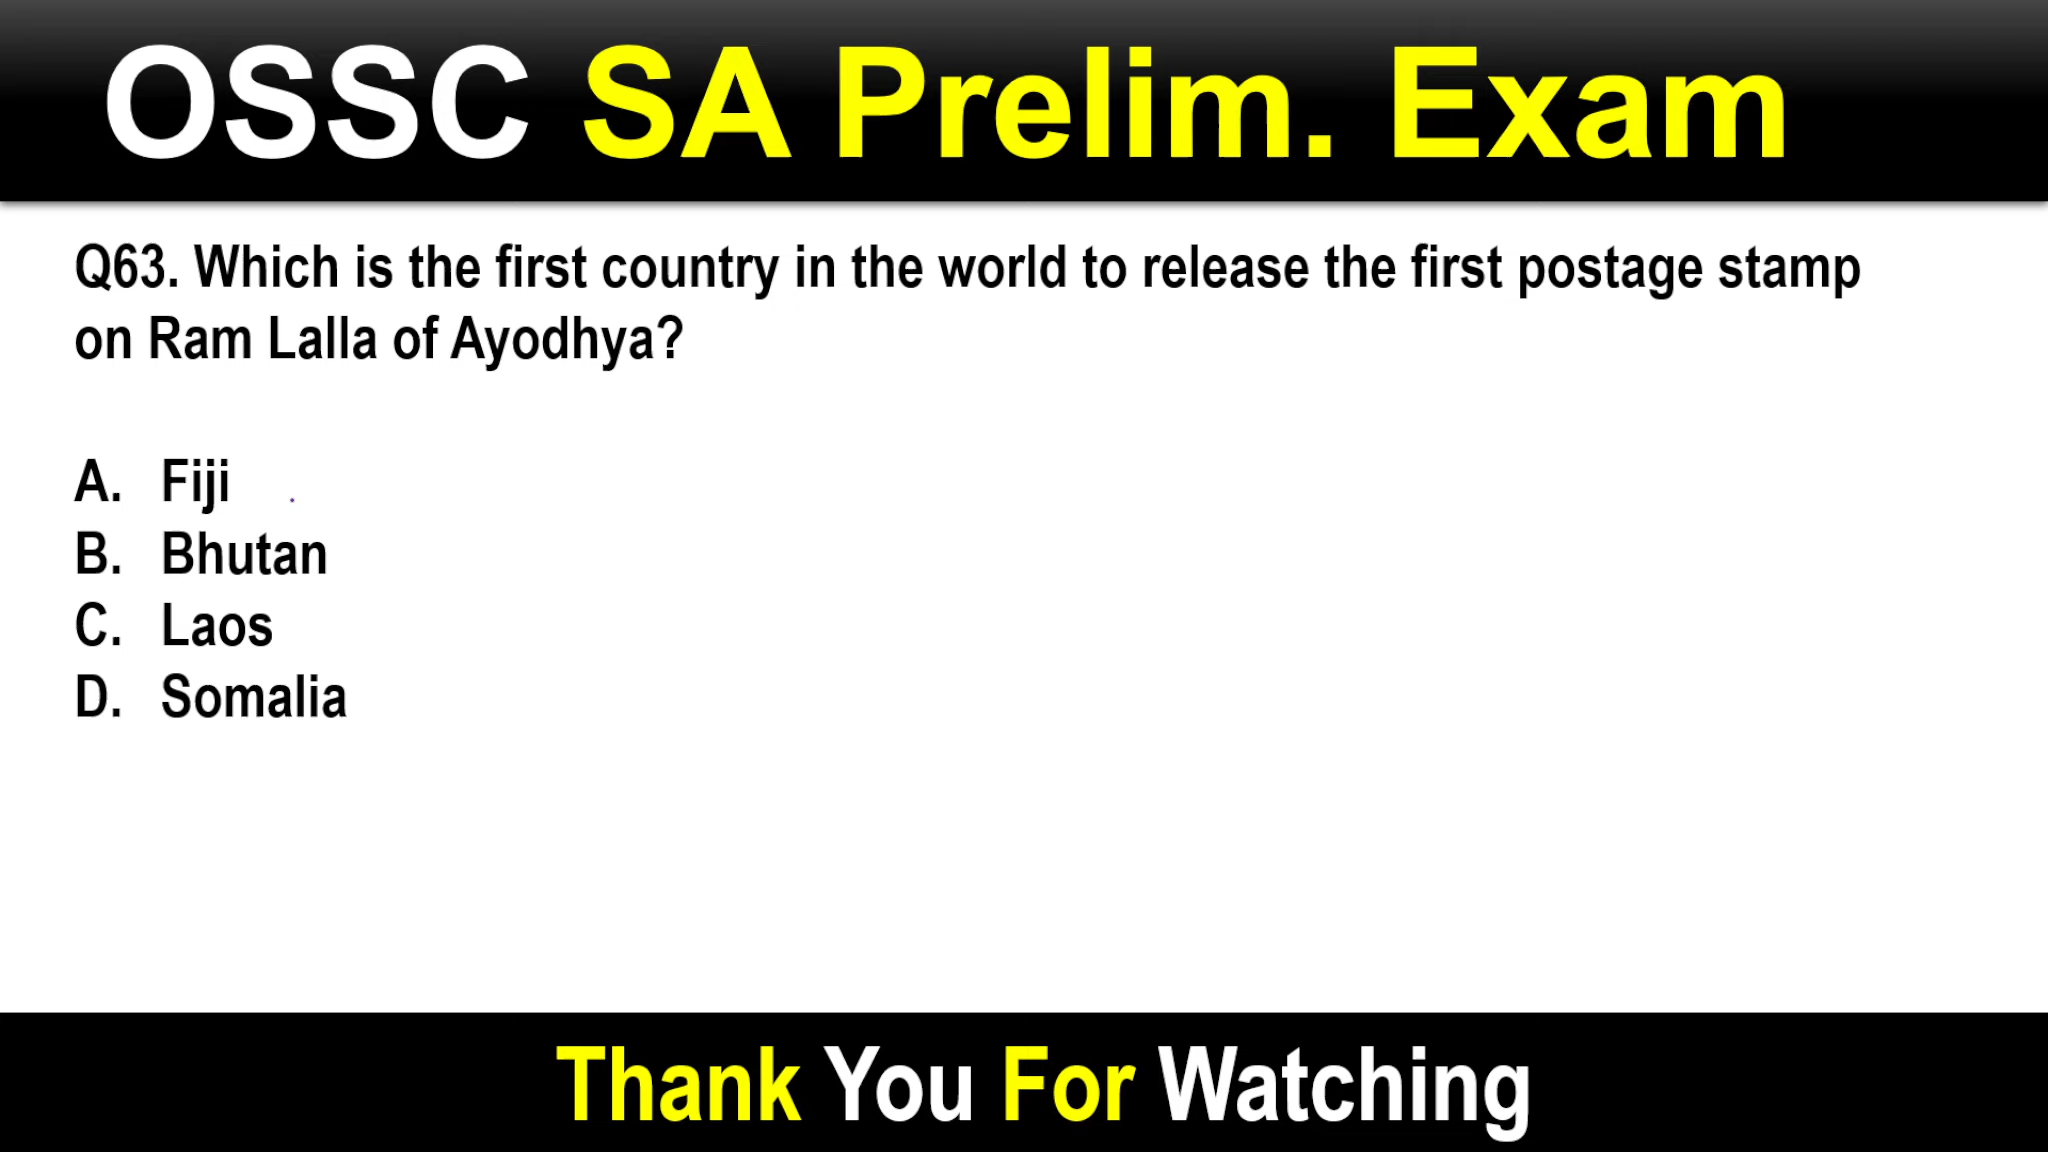 OSSC SA Prelim. Exam
Q63. Which is the first country in the world to release the first postage stamp
on Ram Lalla of Ayodhya?
A. Fiji
B. Bhutan
C. Laos
D. Somalia
Thank You For Watching